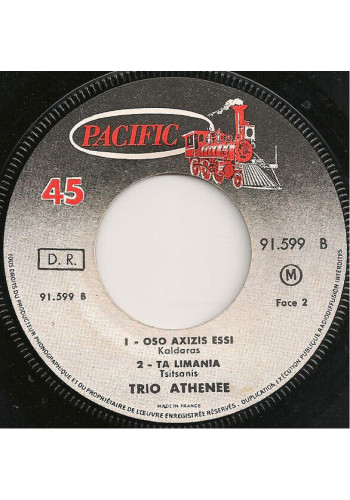 PACIFIC
45
91.599 B
D. R.
M
91.599 B
Face 2
1 - OSO AXIZIS ESSI
Kaldaras
2 - TA LIMANIA
Tsitsanis
TRIO ATHENEE
MADE IN FRANCE
TOUS DROITS DU PRODUCTEUR PHONOGRAPHIQUE ET DU PROPRIÉTAIRE DE L'ŒUVRE ENREGISTRÉE RÉSERVÉS - DUPLICATION, EXÉCUTION PUBLIQUE ET RADIODIFFUSION INTERDITES